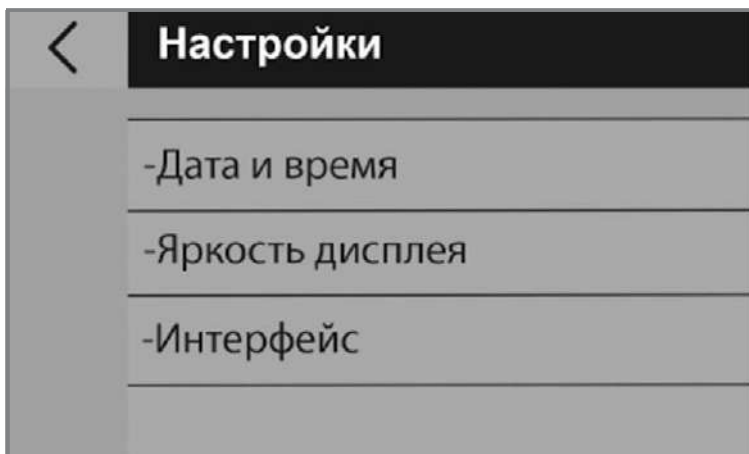 Настройки
-Дата и время
-Яркость дисплея
-Интерфейс